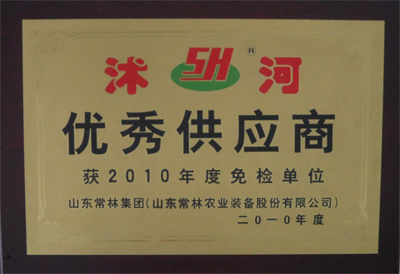 沭 SH 河
优秀供应商
获2010年度免检单位
山东常林集团(山东常林农业装备股份有限公司)
二〇一〇年度